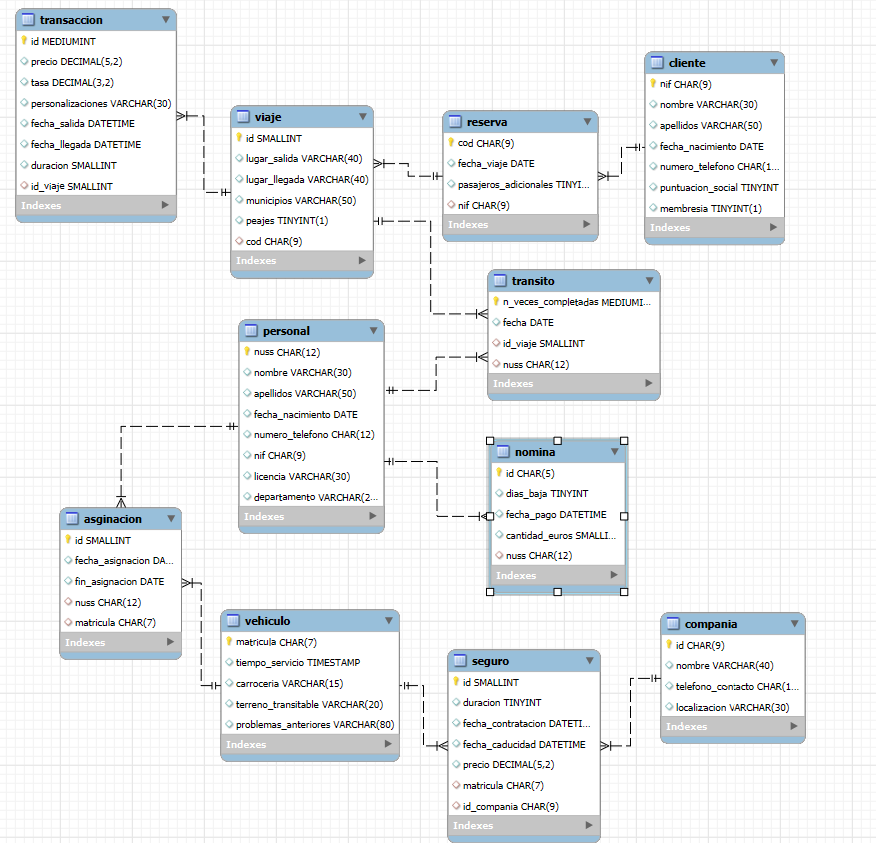 transaccion
id MEDIUMINT
precio DECIMAL(5,2)
tasa DECIMAL(3,2)
personalizaciones VARCHAR(30)
fecha_salida DATETIME
fecha_llegada DATETIME
duracion SMALLINT
id_viaje SMALLINT
Indexes
viaje
id SMALLINT
lugar_salida VARCHAR(40)
lugar_llegada VARCHAR(40)
municipios VARCHAR(50)
peajes TINYINT(1)
cod CHAR(9)
Indexes
reserva
cod CHAR(9)
fecha_viaje DATE
pasajeros_adicionales TINYI...
nif CHAR(9)
Indexes
cliente
nif CHAR(9)
nombre VARCHAR(30)
apellidos VARCHAR(50)
fecha_nacimiento DATE
numero_telefono CHAR(1...
puntuacion_social TINYINT
membresia TINYINT(1)
Indexes
transito
n_veces_completadas MEDIUMI...
fecha DATE
id_viaje SMALLINT
nuss CHAR(12)
Indexes
personal
nuss CHAR(12)
nombre VARCHAR(30)
apellidos VARCHAR(50)
fecha_nacimiento DATE
numero_telefono CHAR(12)
nif CHAR(9)
licencia VARCHAR(30)
departamento VARCHAR(2...
Indexes
nomina
id CHAR(5)
dias_baja TINYINT
fecha_pago DATETIME
cantidad_euros SMALLI...
nuss CHAR(12)
Indexes
asginacion
id SMALLINT
fecha_asignacion DA...
fin_asignacion DATE
nuss CHAR(12)
matricula CHAR(7)
Indexes
vehiculo
matricula CHAR(7)
tiempo_servicio TIMESTAMP
carroceria VARCHAR(15)
terreno_transitable VARCHAR(20)
problemas_anteriores VARCHAR(80)
Indexes
seguro
id SMALLINT
duracion TINYINT
fecha_contratacion DATETI...
fecha_caducidad DATETIME
precio DECIMAL(5,2)
matricula CHAR(7)
id_compania CHAR(9)
Indexes
compania
id CHAR(9)
nombre VARCHAR(40)
telefono_contacto CHAR(1...
localizacion VARCHAR(30)
Indexes